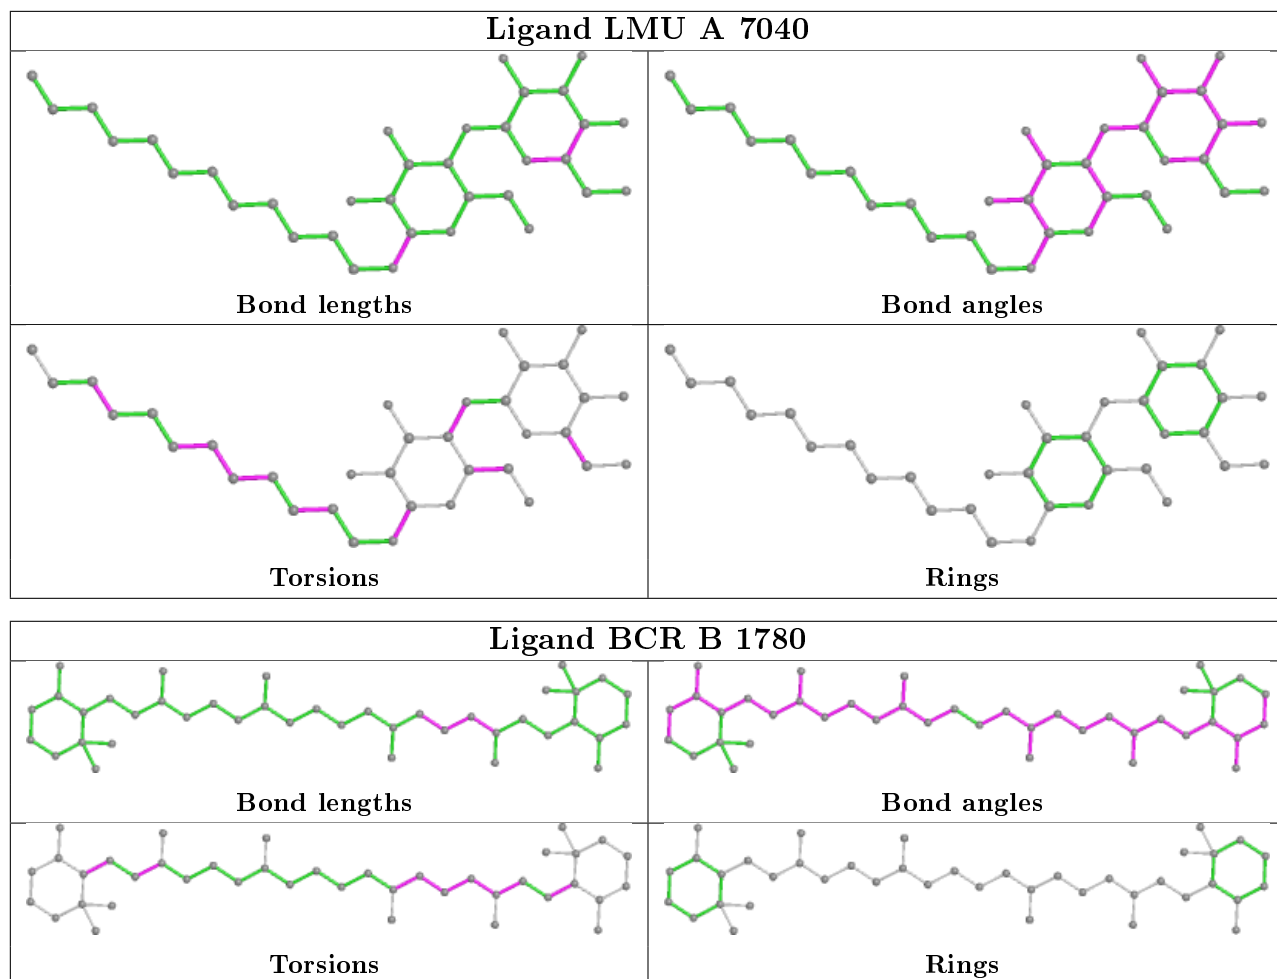 Ligand LMU A 7040
Bond lengths
Bond angles
Torsions
Rings
Ligand BCR B 1780
Bond lengths
Bond angles
Torsions
Rings